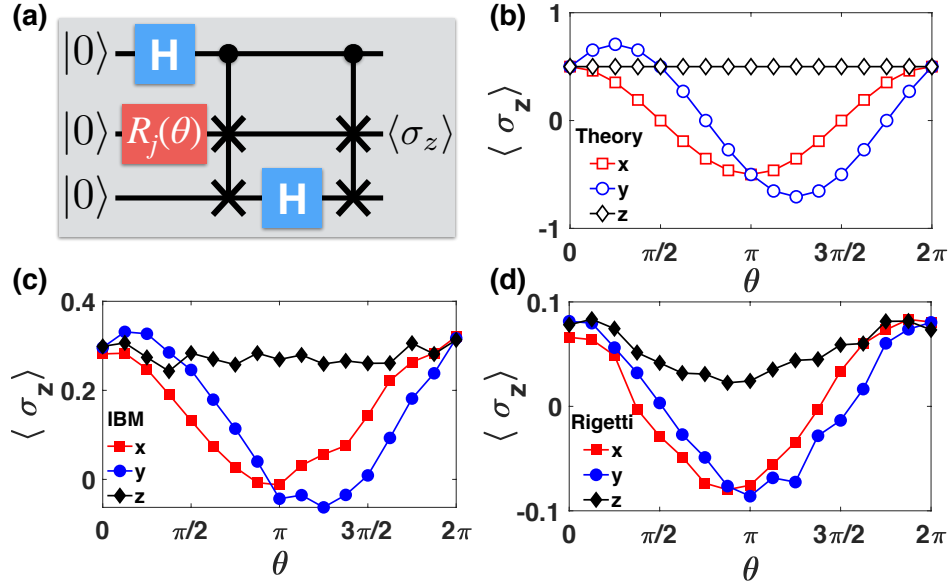 (a)
|0⟩ H
|0⟩ R_j(θ) ⟨σ_z⟩
|0⟩ H
(b)
⟨σ_z⟩
1
0
-1
Theory
x
y
z
0 π/2 π 3π/2 2π
θ
(c)
⟨σ_z⟩
0.4
0.2
0
IBM
x
y
z
0 π/2 π 3π/2 2π
θ
(d)
⟨σ_z⟩
0.1
0
-0.1
Rigetti
x
y
z
0 π/2 π 3π/2 2π
θ